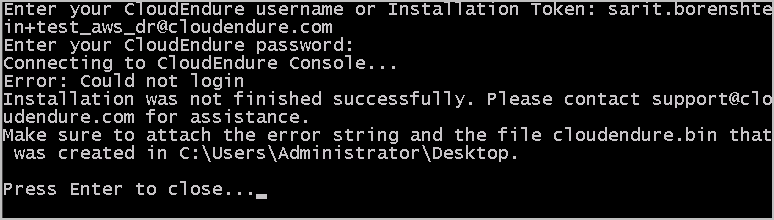 Enter your CloudEndure username or Installation Token: sarit.borenshte
in+test_aws_dr@cloudendure.com
Enter your CloudEndure password:
Connecting to CloudEndure Console...
Error: Could not login
Installation was not finished successfully. Please contact support@clo
udendure.com for assistance.
Make sure to attach the error string and the file cloudendure.bin that
 was created in C:\Users\Administrator\Desktop.
Press Enter to close..._